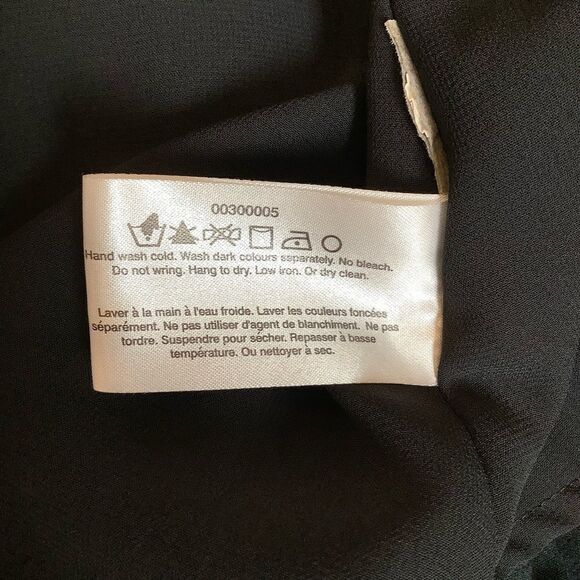 00300005
Hand wash cold. Wash dark colours separately. No bleach.
Do not wring. Hang to dry. Low iron. Or dry clean.
Laver à la main à l'eau froide. Laver les couleurs foncées
séparément. Ne pas utiliser d'agent de blanchiment. Ne pas
tordre. Suspendre pour sécher. Repasser à basse
température. Ou nettoyer à sec.